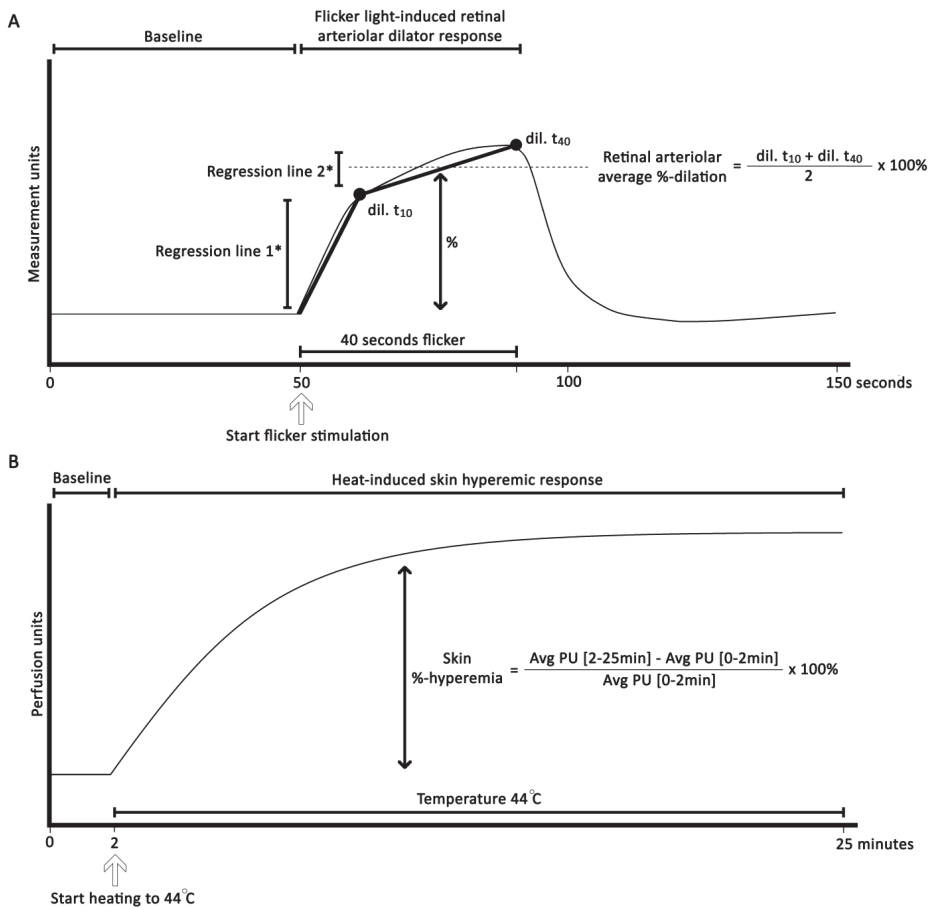 A
Baseline
Flicker light-induced retinal
arteriolar dilator response
Measurement units
dil. t40
Regression line 2*
Retinal arteriolar
average %-dilation
= dil. t10 + dil. t40
2
x 100%
dil. t10
Regression line 1*
%
40 seconds flicker
0
50
100
150 seconds
Start flicker stimulation
B
Baseline
Heat-induced skin hyperemic response
Perfusion units
Skin
%-hyperemia
= Avg PU [2-25min] - Avg PU [0-2min]
Avg PU [0-2min]
x 100%
Temperature 44°C
0
2
25 minutes
Start heating to 44°C